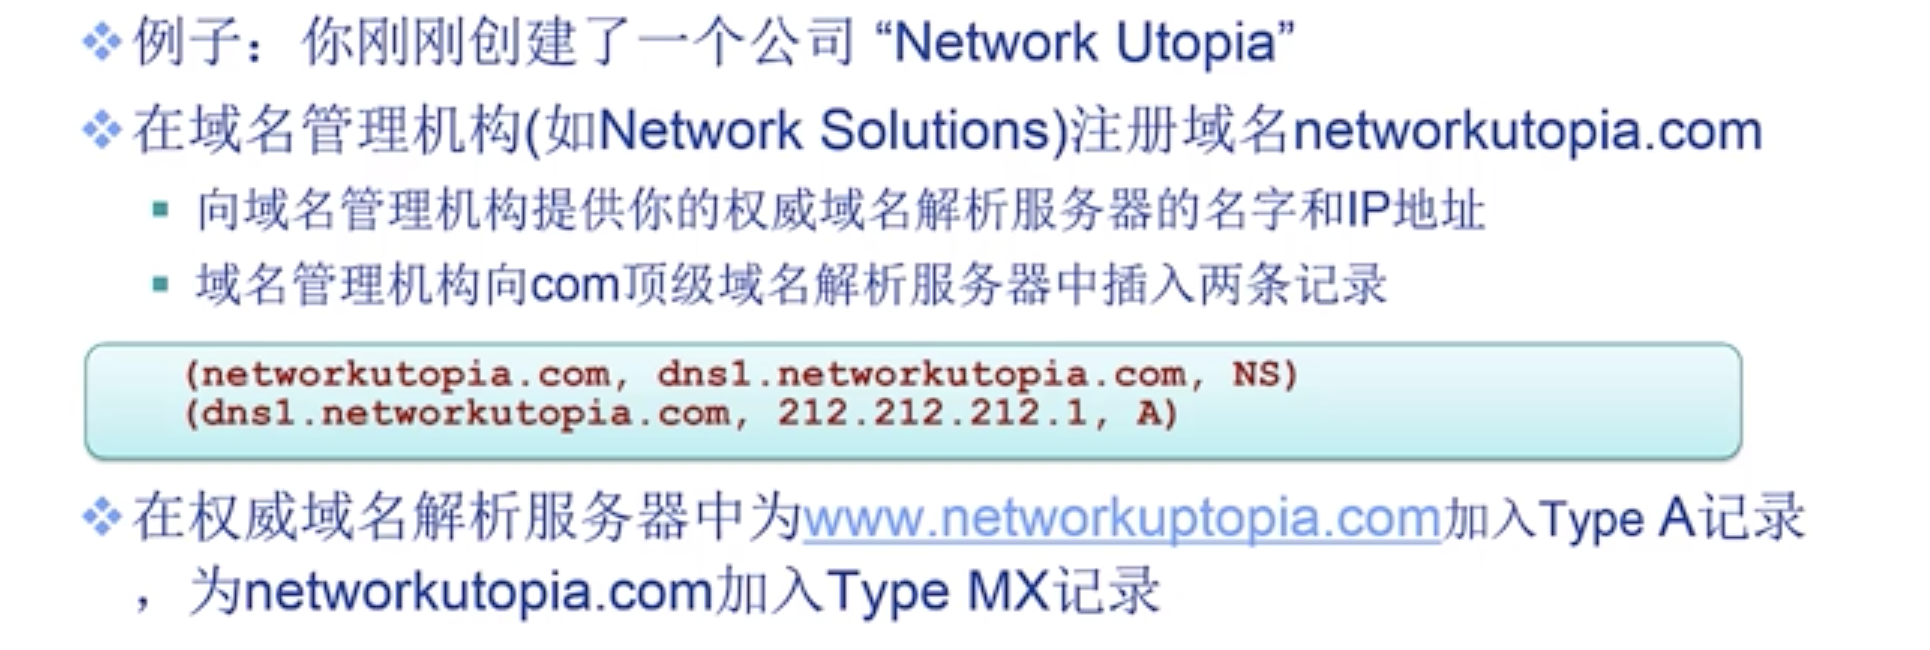 例子：你刚刚创建了一个公司 “Network Utopia”
在域名管理机构(如Network Solutions)注册域名networkutopia.com
向域名管理机构提供你的权威域名解析服务器的名字和IP地址
域名管理机构向com顶级域名解析服务器中插入两条记录
(networkutopia.com, dns1.networkutopia.com, NS)
(dns1.networkutopia.com, 212.212.212.1, A)
在权威域名解析服务器中为www.networkuptopia.com加入Type A记录
，为networkutopia.com加入Type MX记录